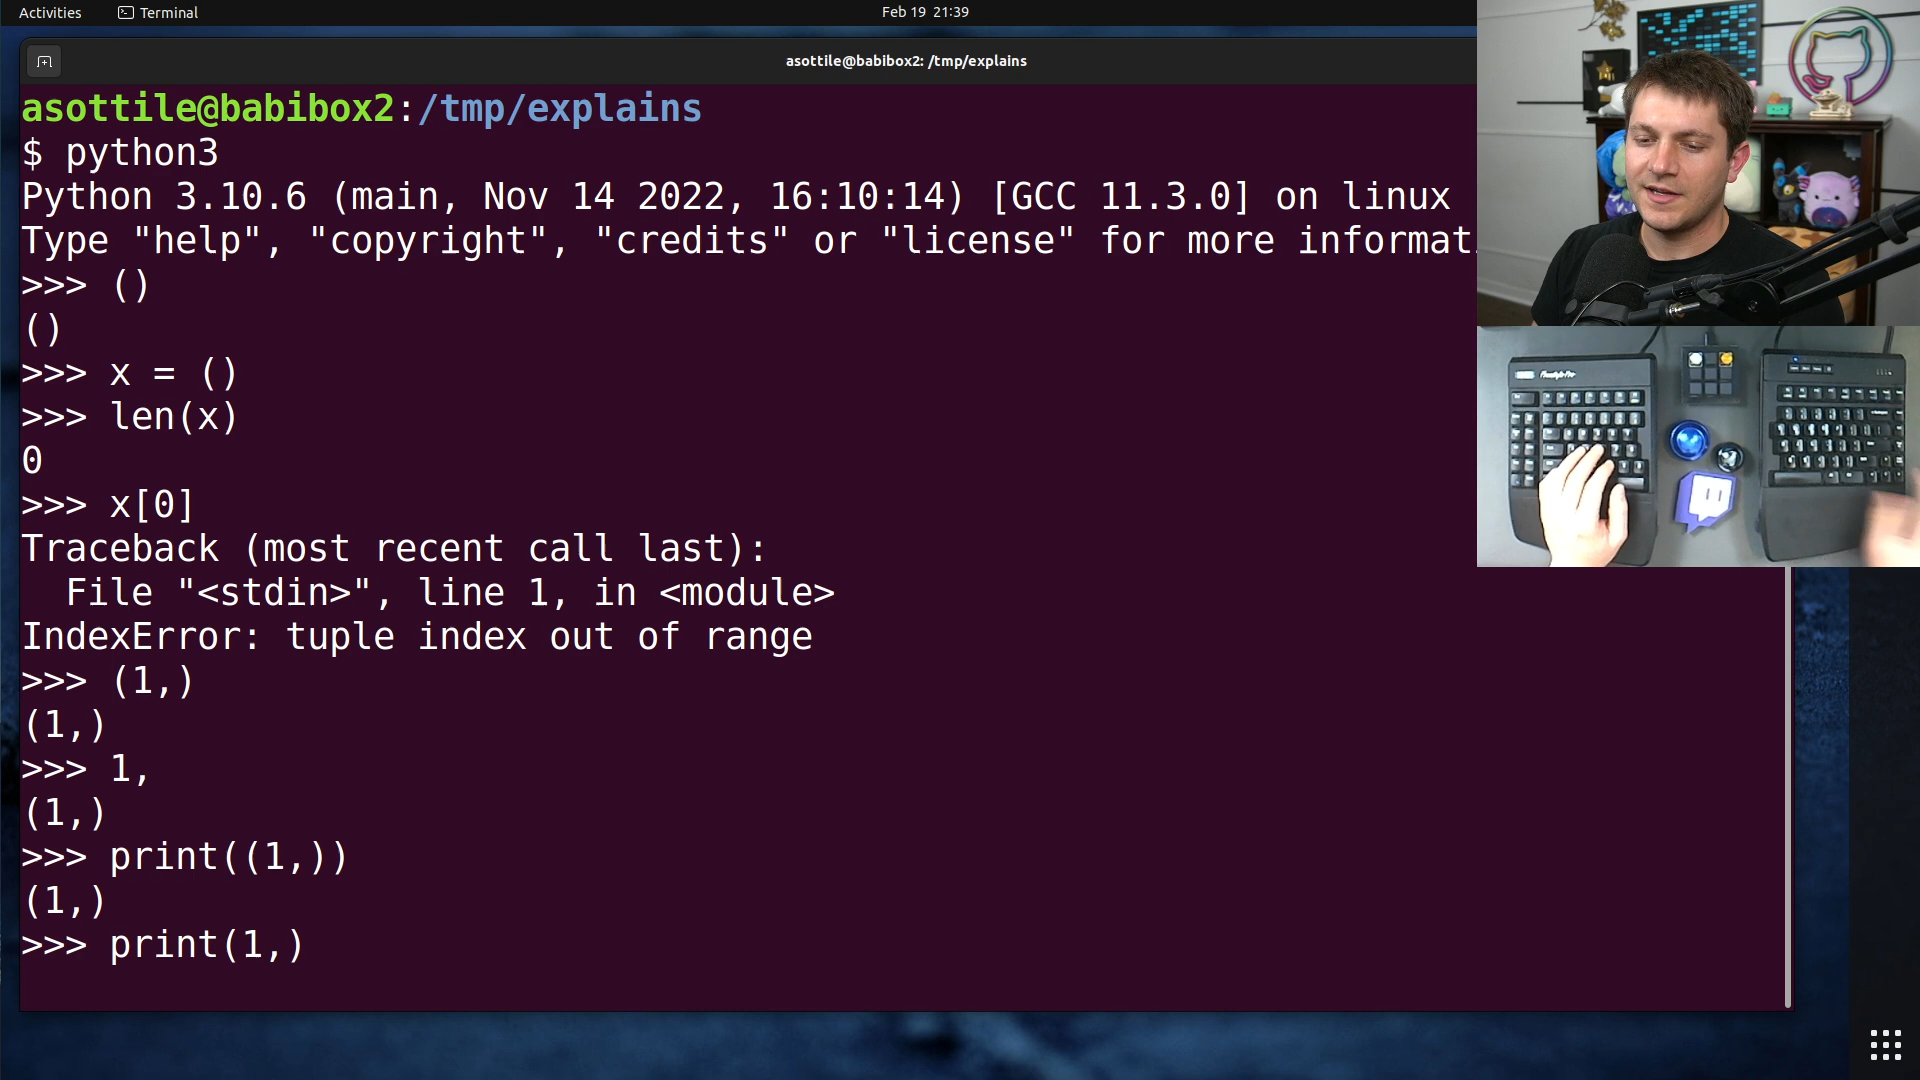 Activities
Terminal
Feb 19 21:39
asottile@babibox2: /tmp/explains
asottile@babibox2:/tmp/explains
$ python3
Python 3.10.6 (main, Nov 14 2022, 16:10:14) [GCC 11.3.0] on linux
Type "help", "copyright", "credits" or "license" for more informat
>>> ()
()
>>> x = ()
>>> len(x)
0
>>> x[0]
Traceback (most recent call last):
  File "<stdin>", line 1, in <module>
IndexError: tuple index out of range
>>> (1,)
(1,)
>>> 1,
(1,)
>>> print((1,))
(1,)
>>> print(1,)